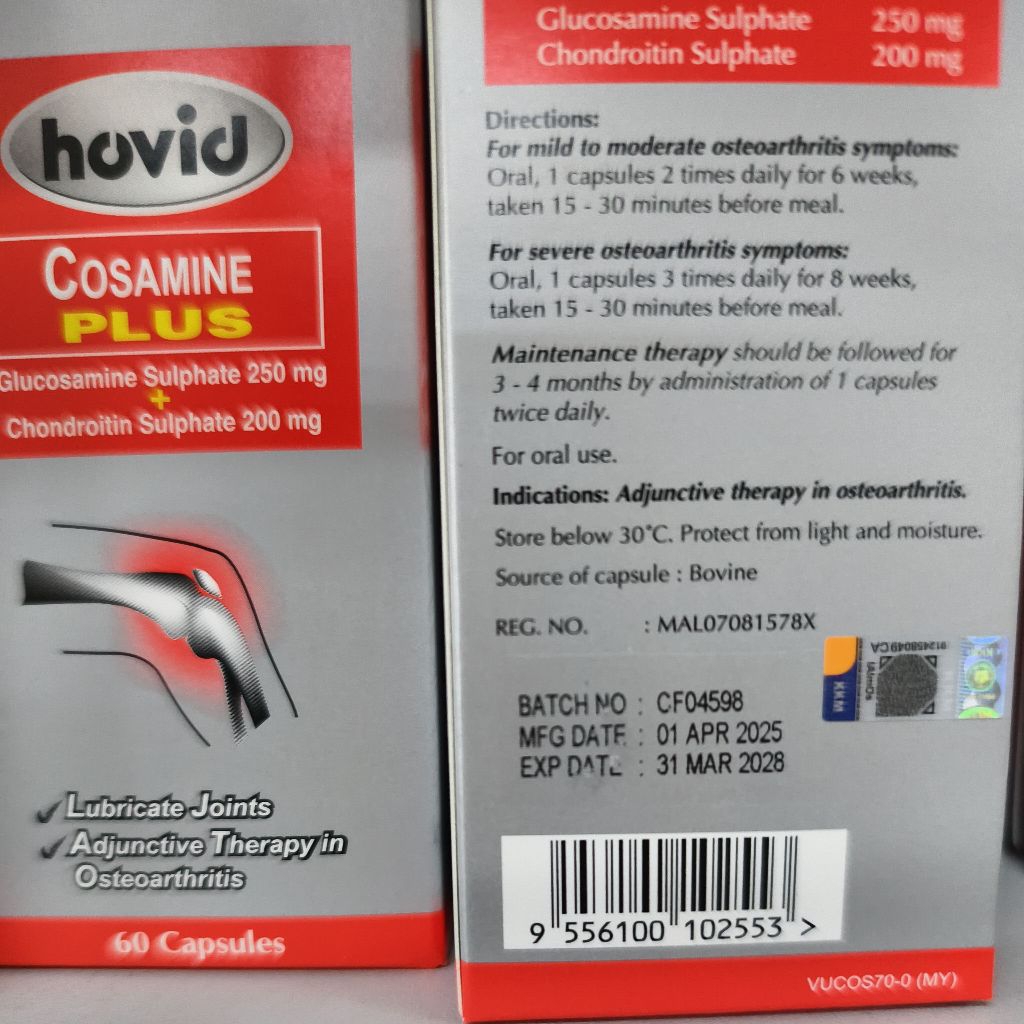 hovid
COSAMINE
PLUS
Glucosamine Sulphate 250 mg
+
Chondroitin Sulphate 200 mg
✓ Lubricate Joints
✓ Adjunctive Therapy in
Osteoarthritis
60 Capsules
Glucosamine Sulphate 250 mg
Chondroitin Sulphate 200 mg
Directions:
For mild to moderate osteoarthritis symptoms:
Oral, 1 capsules 2 times daily for 6 weeks,
taken 15 - 30 minutes before meal.
For severe osteoarthritis symptoms:
Oral, 1 capsules 3 times daily for 8 weeks,
taken 15 - 30 minutes before meal.
Maintenance therapy should be followed for
3 - 4 months by administration of 1 capsules
twice daily.
For oral use.
Indications: Adjunctive therapy in osteoarthritis.
Store below 30°C. Protect from light and moisture.
Source of capsule : Bovine
REG. NO. : MAL07081578X
KKM
BATCH NO : CF04598
MFG DATE : 01 APR 2025
EXP DATE : 31 MAR 2028
9 556100 102553 >
VUCOS70-0 (MY)